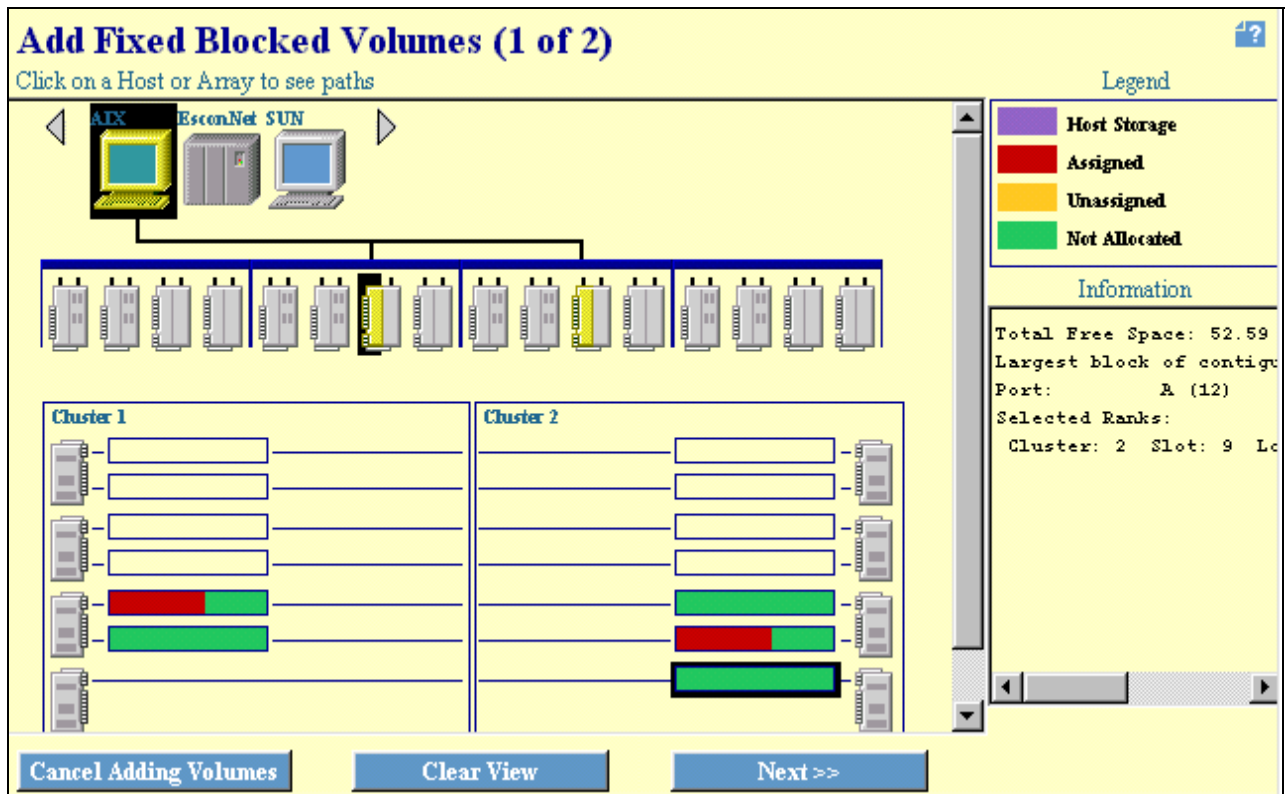 Add Fixed Blocked Volumes (1 of 2)
?
Click on a Host or Array to see paths
Legend
AIX EsconNet SUN
Host Storage
Assigned
Unassigned
Not Allocated
Information
Total Free Space: 52.59
Largest block of contigu
Port: A (12)
Selected Ranks:
Cluster: 2 Slot: 9 Lo
Cluster 1
Cluster 2
Cancel Adding Volumes
Clear View
Next >>